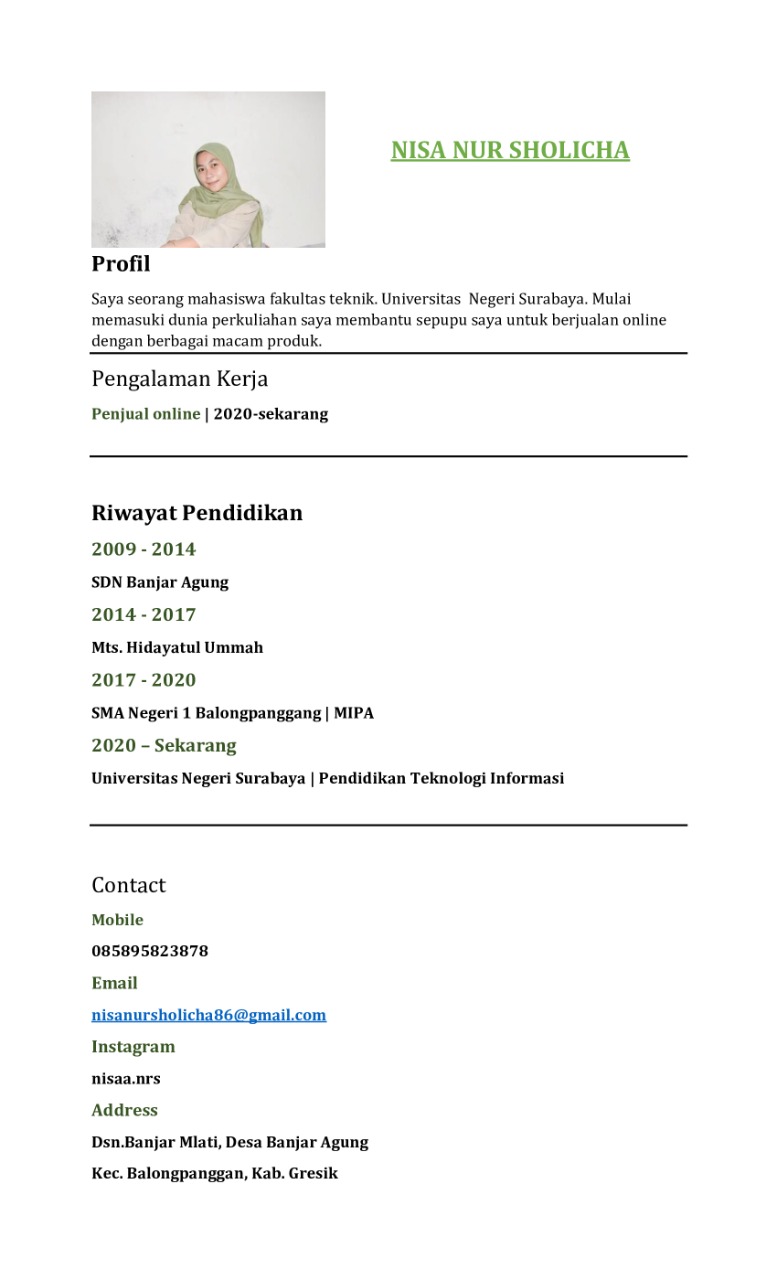 NISA NUR SHOLICHA
Profil
Saya seorang mahasiswa fakultas teknik. Universitas  Negeri Surabaya. Mulai
memasuki dunia perkuliahan saya membantu sepupu saya untuk berjualan online
dengan berbagai macam produk.
Pengalaman Kerja
Penjual online | 2020-sekarang
Riwayat Pendidikan
2009 - 2014
SDN Banjar Agung
2014 - 2017
Mts. Hidayatul Ummah
2017 - 2020
SMA Negeri 1 Balongpanggang | MIPA
2020 – Sekarang
Universitas Negeri Surabaya | Pendidikan Teknologi Informasi
Contact
Mobile
085895823878
Email
nisanursholicha86@gmail.com
Instagram
nisaa.nrs
Address
Dsn.Banjar Mlati, Desa Banjar Agung
Kec. Balongpanggan, Kab. Gresik